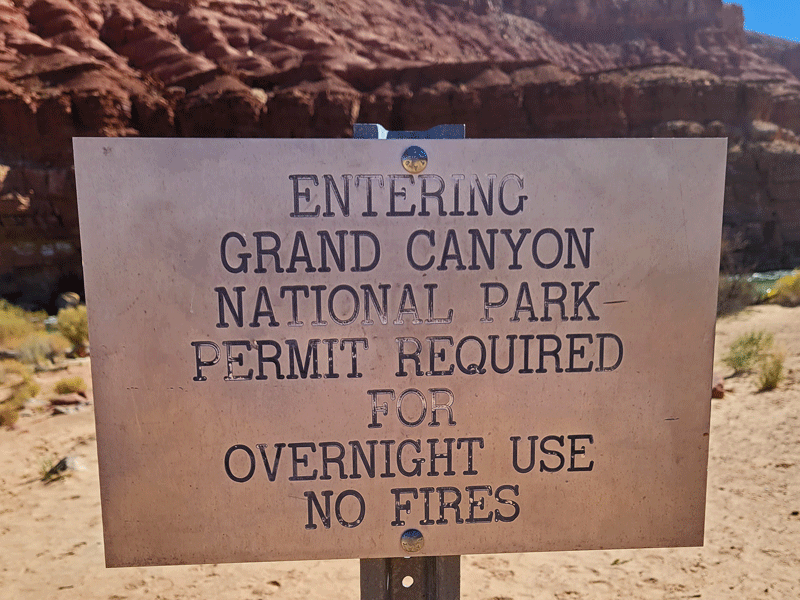 ENTERING
GRAND CANYON
NATIONAL PARK
PERMIT REQUIRED
FOR
OVERNIGHT USE
NO FIRES